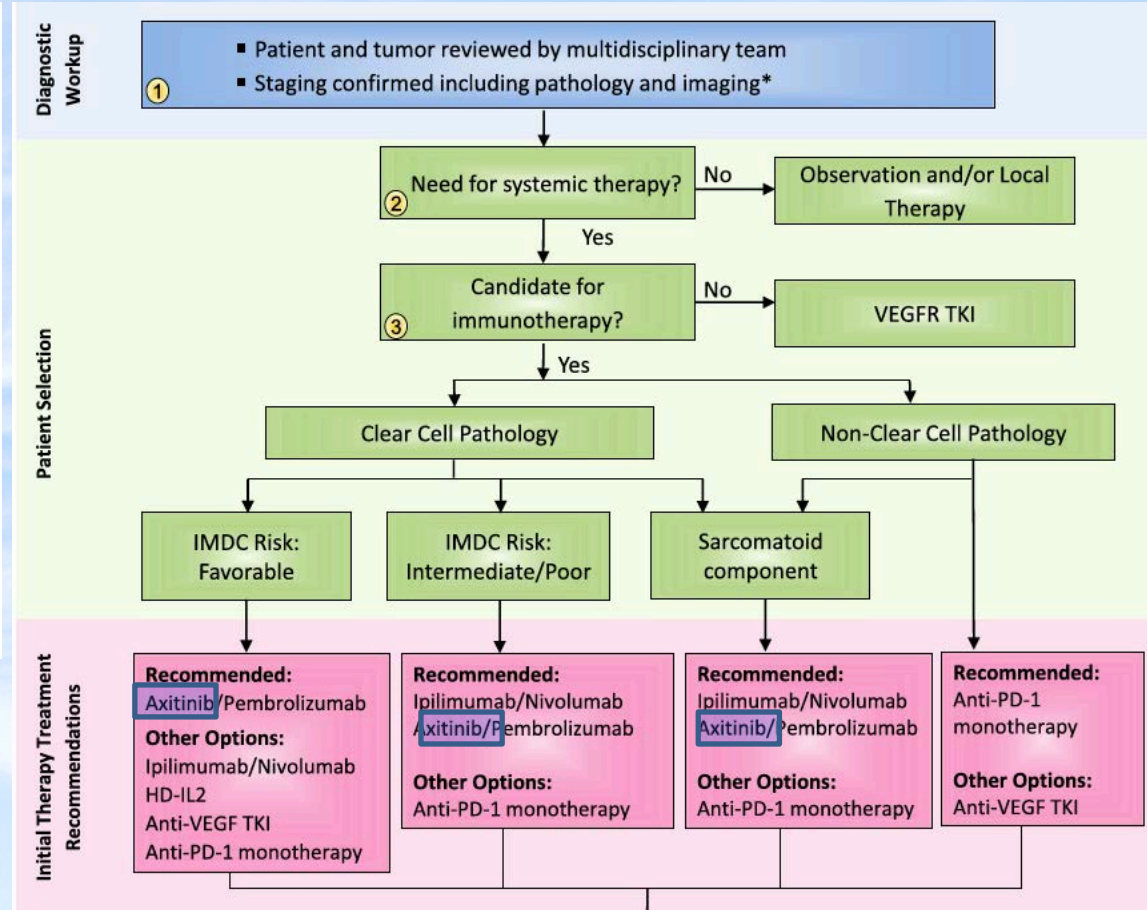 Diagnostic
Workup
▪ Patient and tumor reviewed by multidisciplinary team
▪ Staging confirmed including pathology and imaging*
1
Patient Selection
Need for systemic therapy?
2
No
Observation and/or Local
Therapy
Yes
Candidate for
immunotherapy?
3
No
VEGFR TKI
Yes
Clear Cell Pathology
Non-Clear Cell Pathology
IMDC Risk:
Favorable
IMDC Risk:
Intermediate/Poor
Sarcomatoid
component
Initial Therapy Treatment
Recommendations
Recommended:
Axitinib/Pembrolizumab
Other Options:
Ipilimumab/Nivolumab
HD-IL2
Anti-VEGF TKI
Anti-PD-1 monotherapy
Recommended:
Ipilimumab/Nivolumab
Axitinib/Pembrolizumab
Other Options:
Anti-PD-1 monotherapy
Recommended:
Ipilimumab/Nivolumab
Axitinib/Pembrolizumab
Other Options:
Anti-PD-1 monotherapy
Recommended:
Anti-PD-1
monotherapy
Other Options:
Anti-VEGF TKI